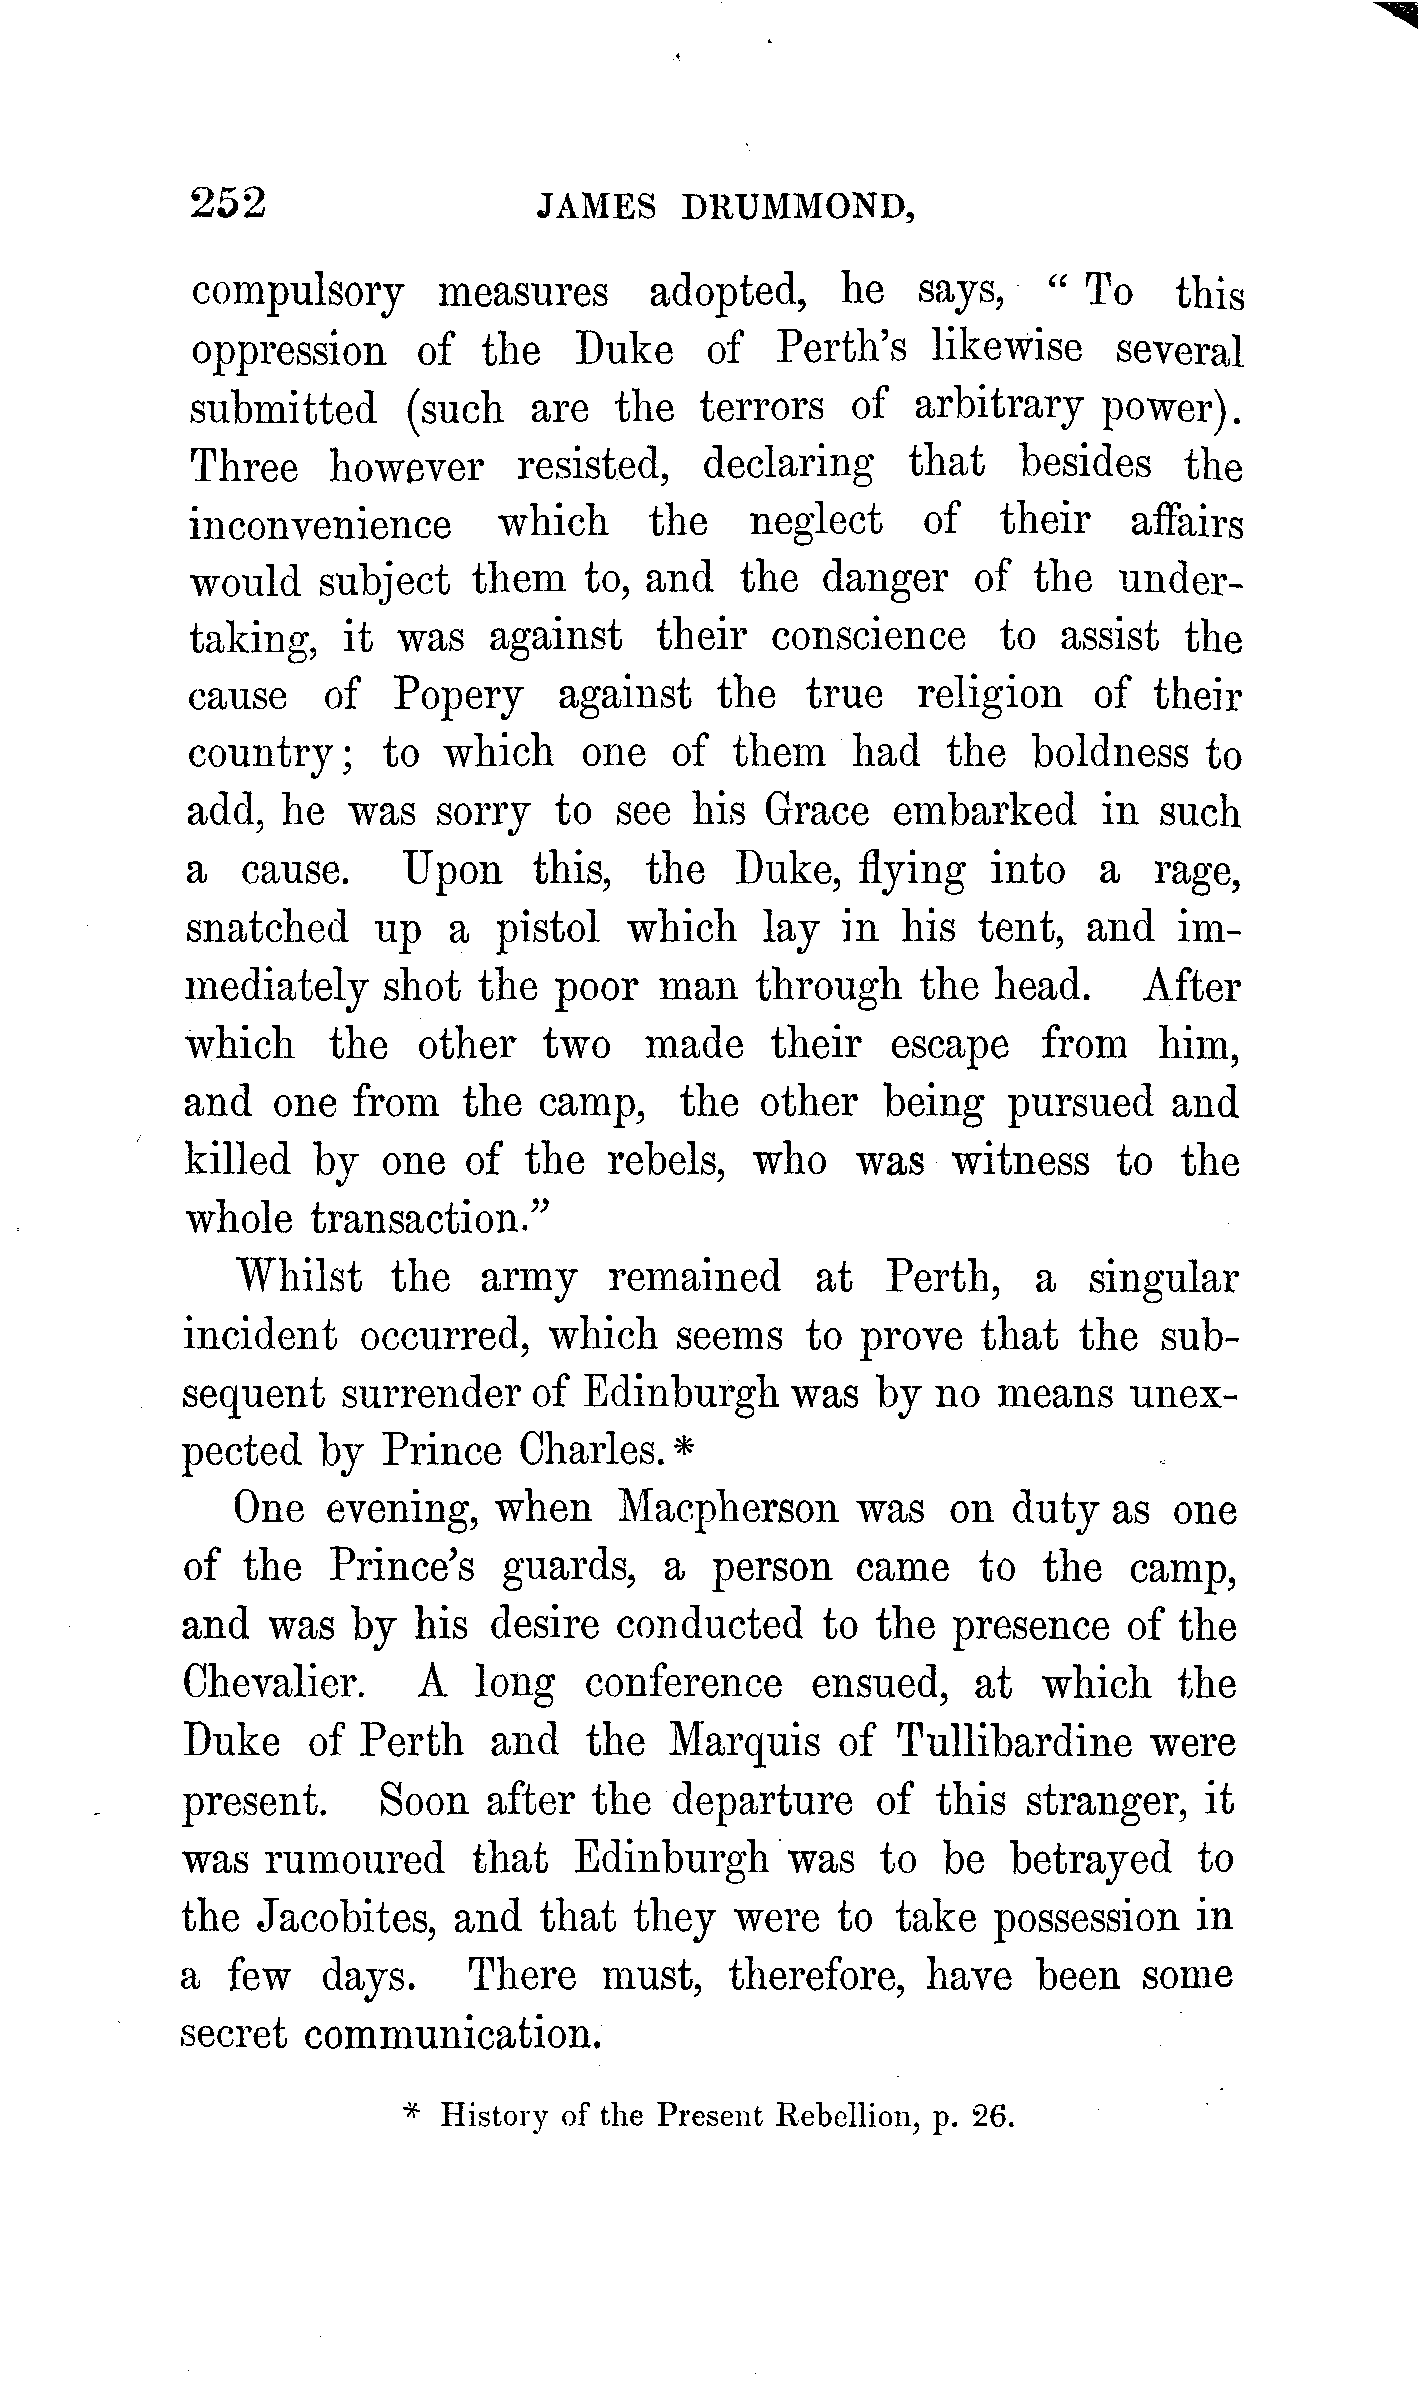 252 JAMES DRUMMOND,
compulsory measures adopted, he says, “ To this
oppression of the Duke of Perth's likewise several
submitted (such are the terrors of arbitrary power).
Three however resisted, declaring that besides the
inconvenience which the neglect of their affairs
would subject them to, and the danger of the under-
taking, it was against their conscience to assist the
cause of Popery against the true religion of their
country; to which one of them had the boldness to
add, he was sorry to see his Grace embarked in such
a cause. Upon this, the Duke, flying into a rage,
snatched up a pistol which lay in his tent, and im-
mediately shot the poor man through the head. After
which the other two made their escape from him,
and one from the camp, the other being pursued and
killed by one of the rebels, who was witness to the
whole transaction.”
Whilst the army remained at Perth, a singular
incident occurred, which seems to prove that the sub-
sequent surrender of Edinburgh was by no means unex-
pected by Prince Charles.*
One evening, when Macpherson was on duty as one
of the Prince's guards, a person came to the camp,
and was by his desire conducted to the presence of the
Chevalier. A long conference ensued, at which the
Duke of Perth and the Marquis of Tullibardine were
present. Soon after the departure of this stranger, it
was rumoured that Edinburgh was to be betrayed to
the Jacobites, and that they were to take possession in
a few days. There must, therefore, have been some
secret communication.
* History of the Present Rebellion, p. 26.